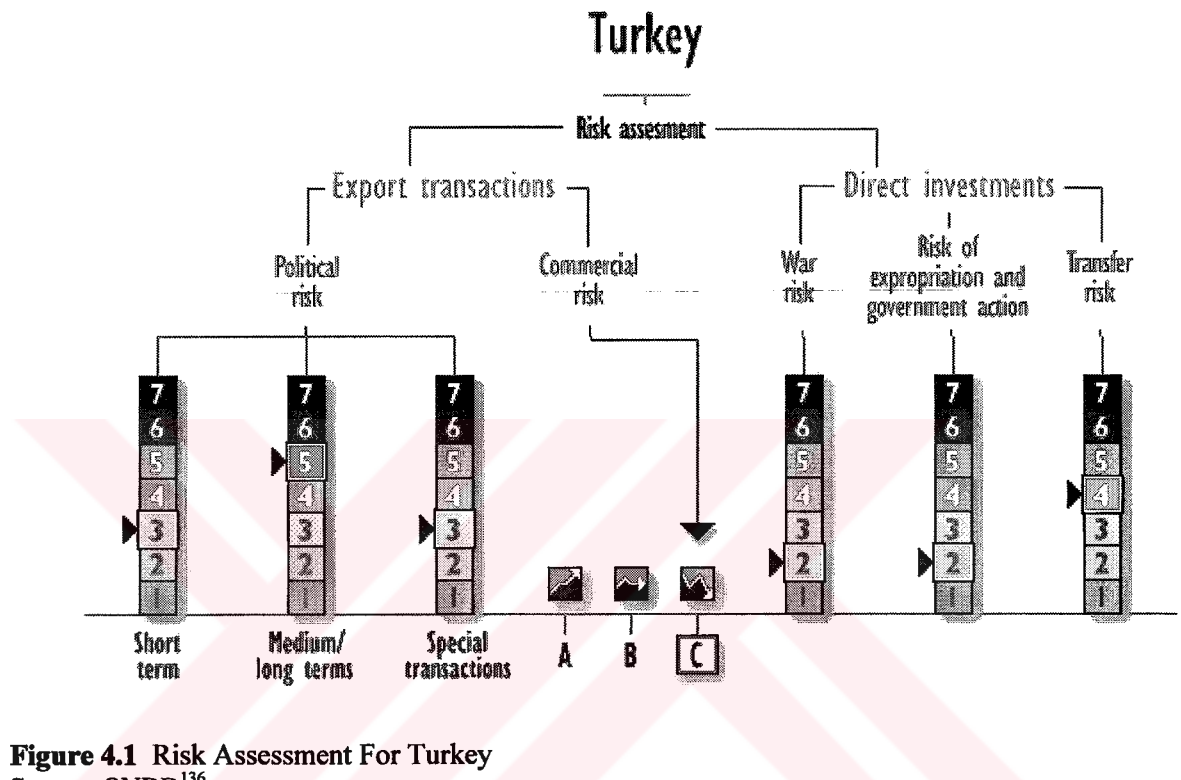 Turkey
Risk assesment
Export transactions
Direct investments
Political
risk
Commercial
risk
War
risk
Risk of
expropriation and
government action
Transfer
risk
7 7 7 7 7 7
6 6 6 6 6 6
5 5 5 5 5 5
4 4 4 4 4 4
3 3 3 3 3 3
2 2 2 2 2 2
1 1 1 1 1 1
Short
term
Medium/
long terms
Special
transactions
A B C
Figure 4.1 Risk Assessment For Turkey